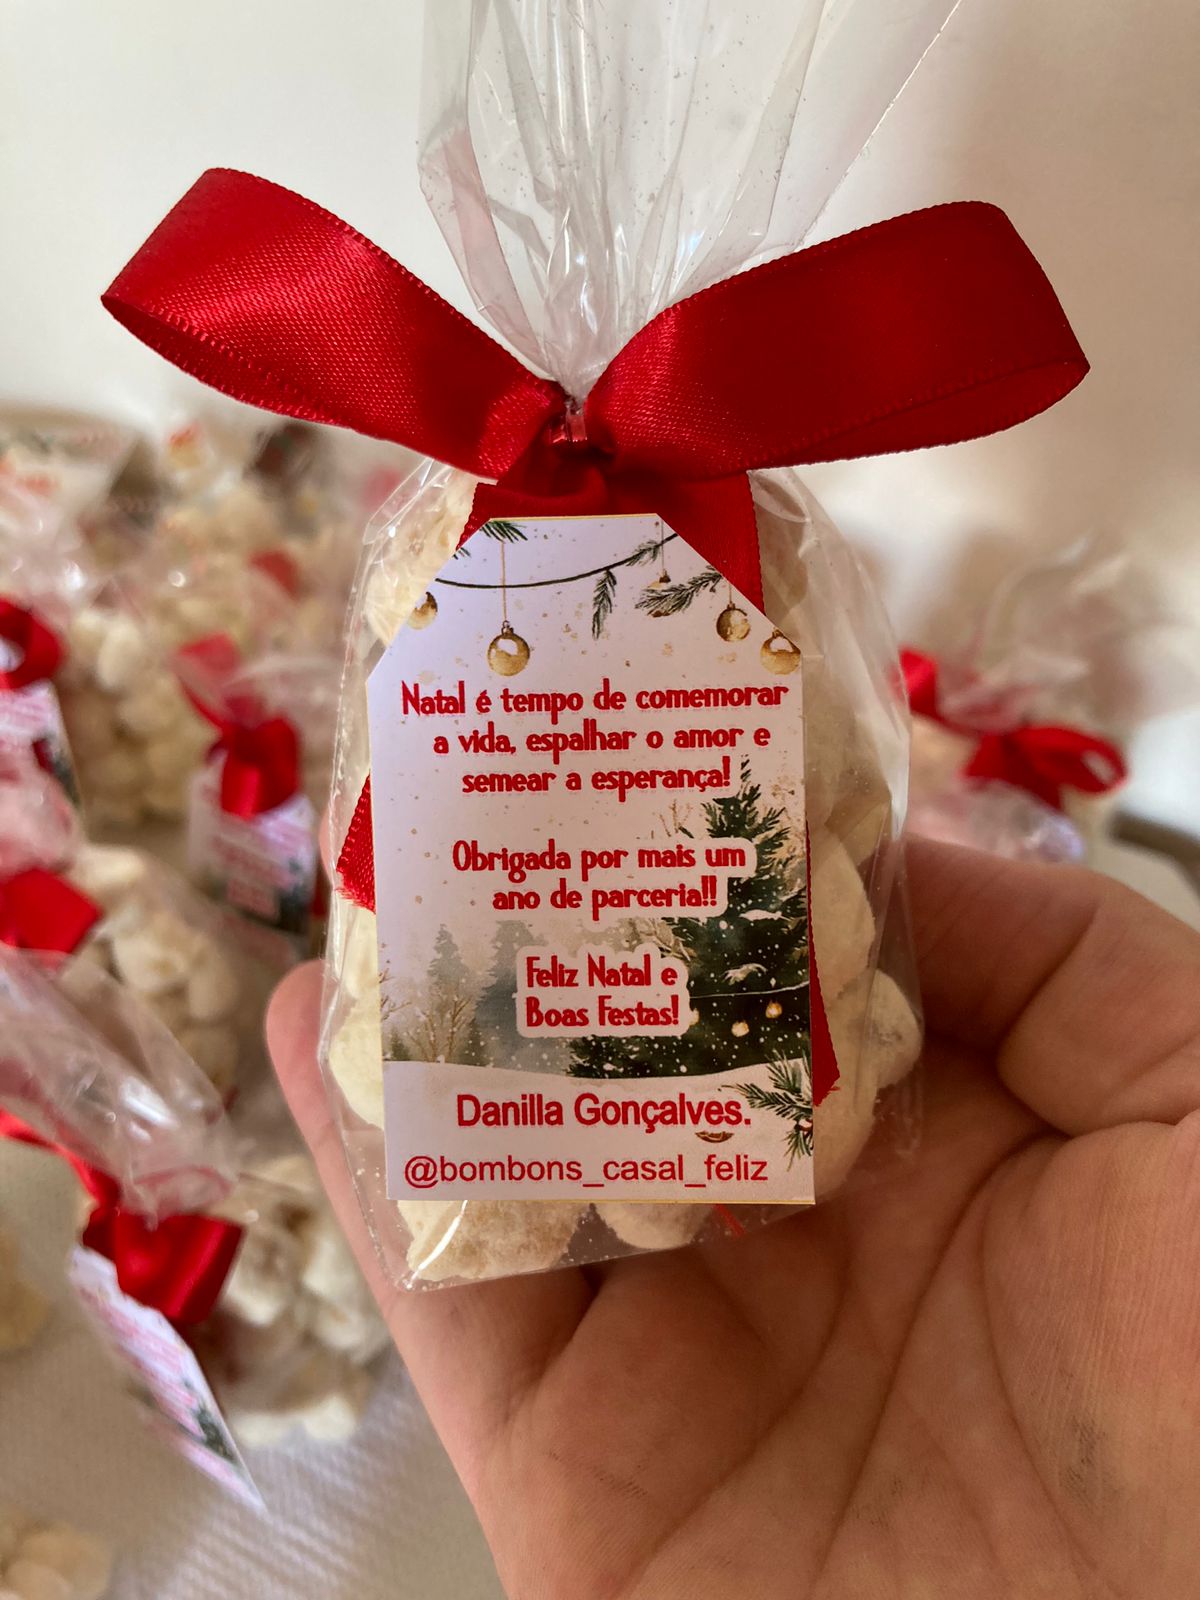 Natal é tempo de comemorar
a vida, espalhar o amor e
semear a esperança!
Obrigada por mais um
ano de parceria!!
Feliz Natal e
Boas Festas!
Danilla Gonçalves.
@bombons_casal_feliz